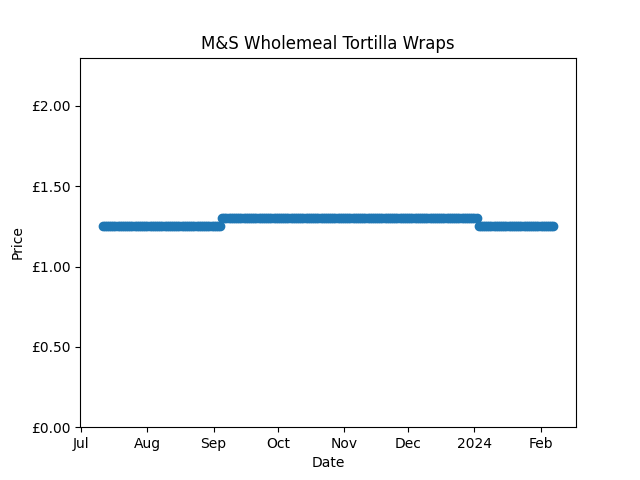 M&S Wholemeal Tortilla Wraps
Price
£2.00
£1.50
£1.00
£0.50
£0.00
Jul Aug Sep Oct Nov Dec 2024 Feb
Date